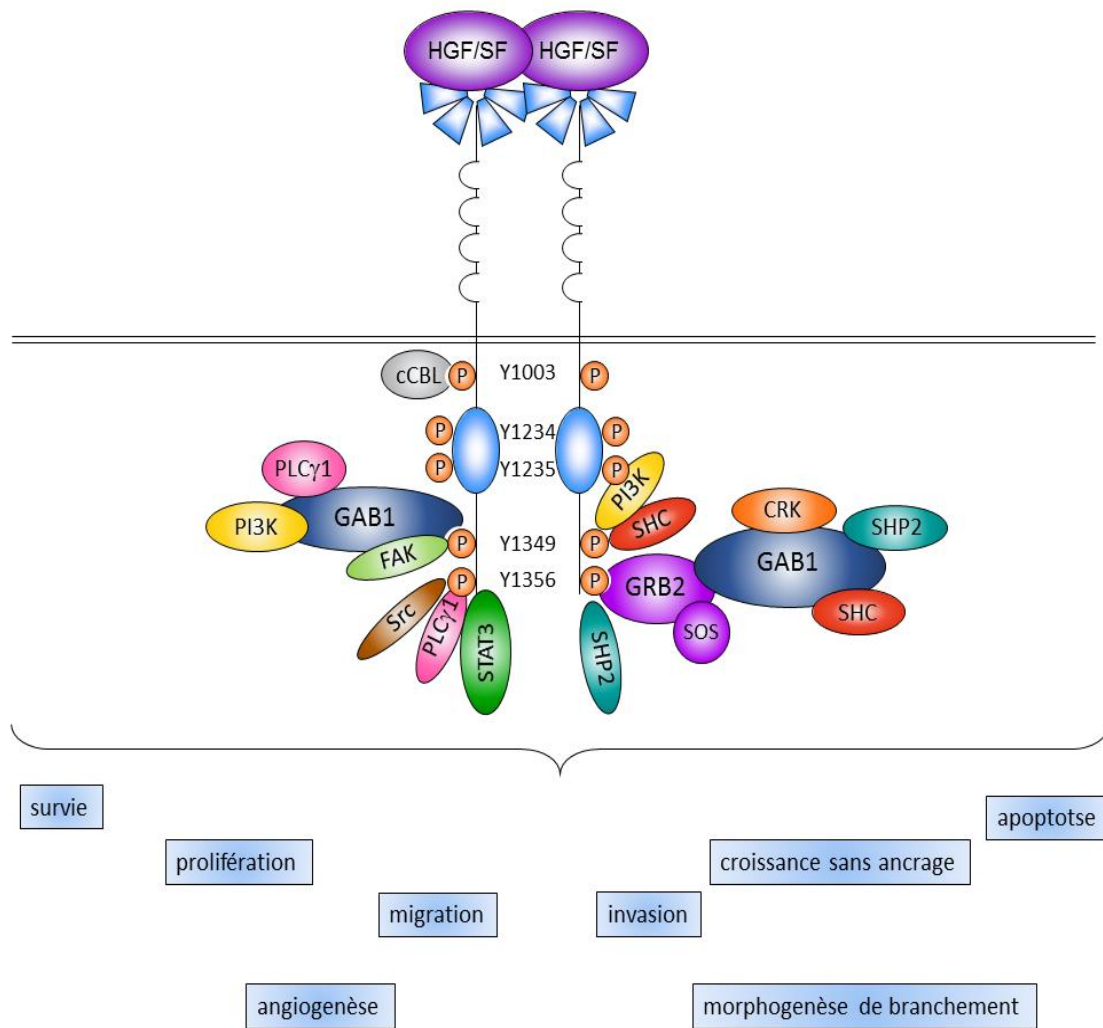 HGF/SF HGF/SF
cCBL P Y1003 P
P Y1234 P
PLCγ1 P Y1235 P PI3K
PI3K GAB1 SHC CRK SHP2
FAK P Y1349 P GAB1
P Y1356 P GRB2
Src PLCγ1 STAT3 SHP2 SOS SHC
survie
apoptotse
prolifération
croissance sans ancrage
migration
invasion
angiogenèse
morphogenèse de branchement